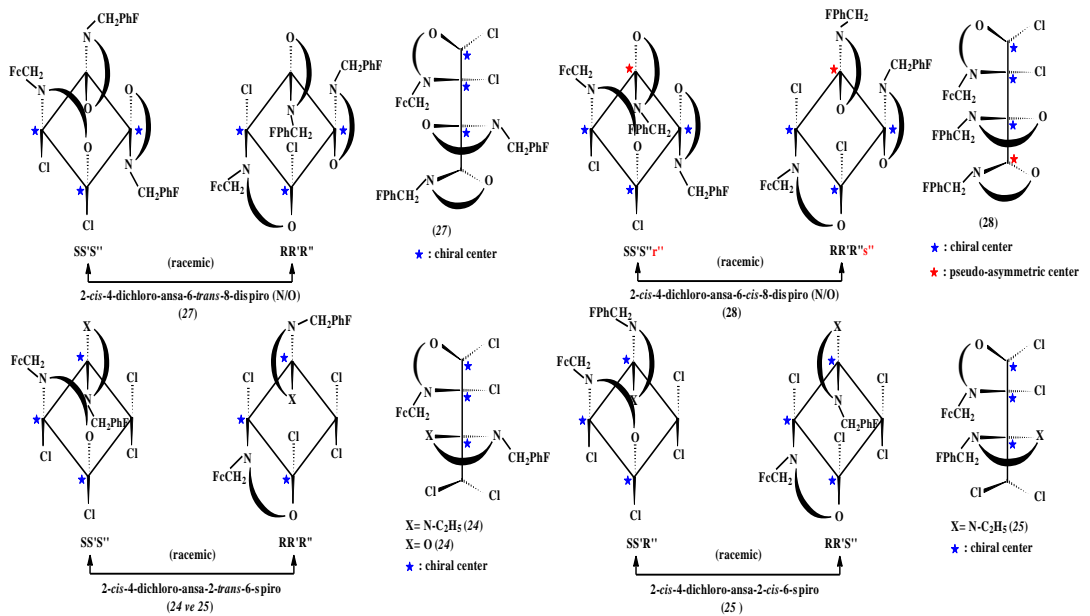 CH₂PhF
N
FcCH₂
N
O
O
O
N
Cl
CH₂PhF
Cl
O
Cl
N
FPhCH₂
CH₂PhF
N
O
Cl
O
FcCH₂
N
O
O
Cl
N
Cl
FcCH₂
O
N
CH₂PhF
N
FPhCH₂
O
(27)
★ : chiral center
SS'S''
(racemic)
RR'R''
2-cis-4-dichloro-ansa-6-trans-8-dispiro (N/O)
(27)
O
FcCH₂
N
N
O
O
FPhCH₂
N
Cl
CH₂PhF
Cl
FPhCH₂
N
Cl
O
CH₂PhF
N
O
Cl
FcCH₂
N
O
O
Cl
N
Cl
FcCH₂
N
O
FPhCH₂
N
O
FPhCH₂
(28)
★ : chiral center
★ : pseudo-asymmetric center
SS'S''r''
(racemic)
RR'R''s''
2-cis-4-dichloro-ansa-6-cis-8-dispiro (N/O)
(28)
X
FcCH₂
N
Cl
N
CH₂PhF
O
Cl
Cl
Cl
N
CH₂PhF
Cl
X
Cl
Cl
FcCH₂
N
Cl
O
O
Cl
N
Cl
FcCH₂
X
N
CH₂PhF
Cl
Cl
X= N-C₂H₅ (24)
X= O (24)
★ : chiral center
SS'S''
(racemic)
RR'R''
2-cis-4-dichloro-ansa-2-trans-6-spiro
(24 ve 25)
FPhCH₂
N
FcCH₂
N
X
Cl
O
Cl
Cl
Cl
X
Cl
N
CH₂PhF
Cl
Cl
FcCH₂
N
Cl
O
O
Cl
N
Cl
FcCH₂
N
X
FPhCH₂
Cl
Cl
X= N-C₂H₅ (25)
★ : chiral center
SS'R''
(racemic)
RR'S''
2-cis-4-dichloro-ansa-2-cis-6-spiro
(25 )